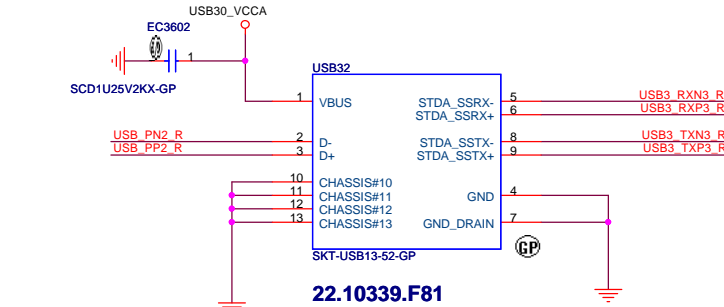 USB30_VCCA
EC3602
1
SCD1U25V2KX-GP
USB32
1 VBUS
STDA_SSRX- 5 USB3_RXN3_R
STDA_SSRX+ 6 USB3_RXP3_R
USB_PN2_R 2 D-
USB_PP2_R 3 D+
STDA_SSTX- 8 USB3_TXN3_R
STDA_SSTX+ 9 USB3_TXP3_R
10 CHASSIS#10
11 CHASSIS#11
12 CHASSIS#12
13 CHASSIS#13
GND 4
GND_DRAIN 7
GP
SKT-USB13-52-GP
22.10339.F81